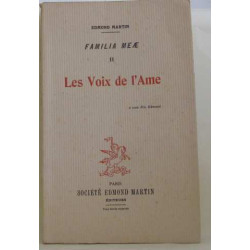 EDMOND MARTIN
FAMILIA MEÆ
II
Les Voix de l'Ame
PARIS
SOCIÉTÉ EDMOND MARTIN